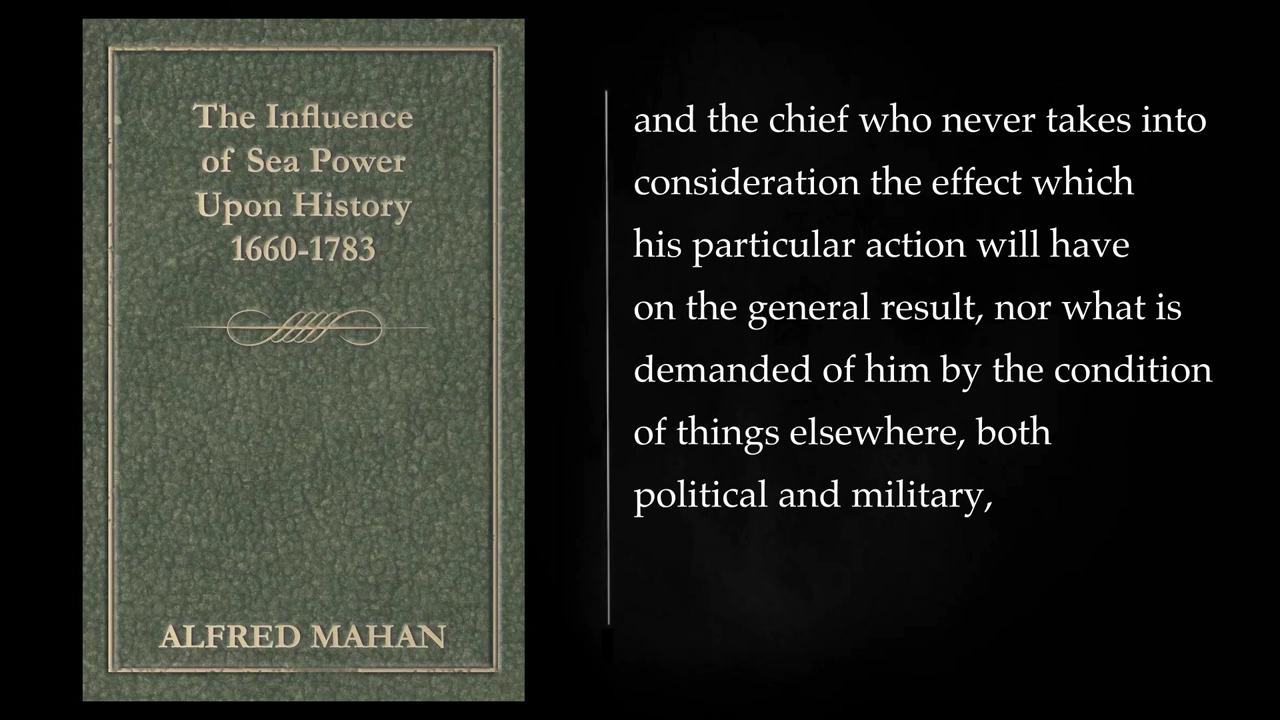 The Influence
of Sea Power
Upon History
1660-1783
ALFRED MAHAN
and the chief who never takes into
consideration the effect which
his particular action will have
on the general result, nor what is
demanded of him by the condition
of things elsewhere, both
political and military,